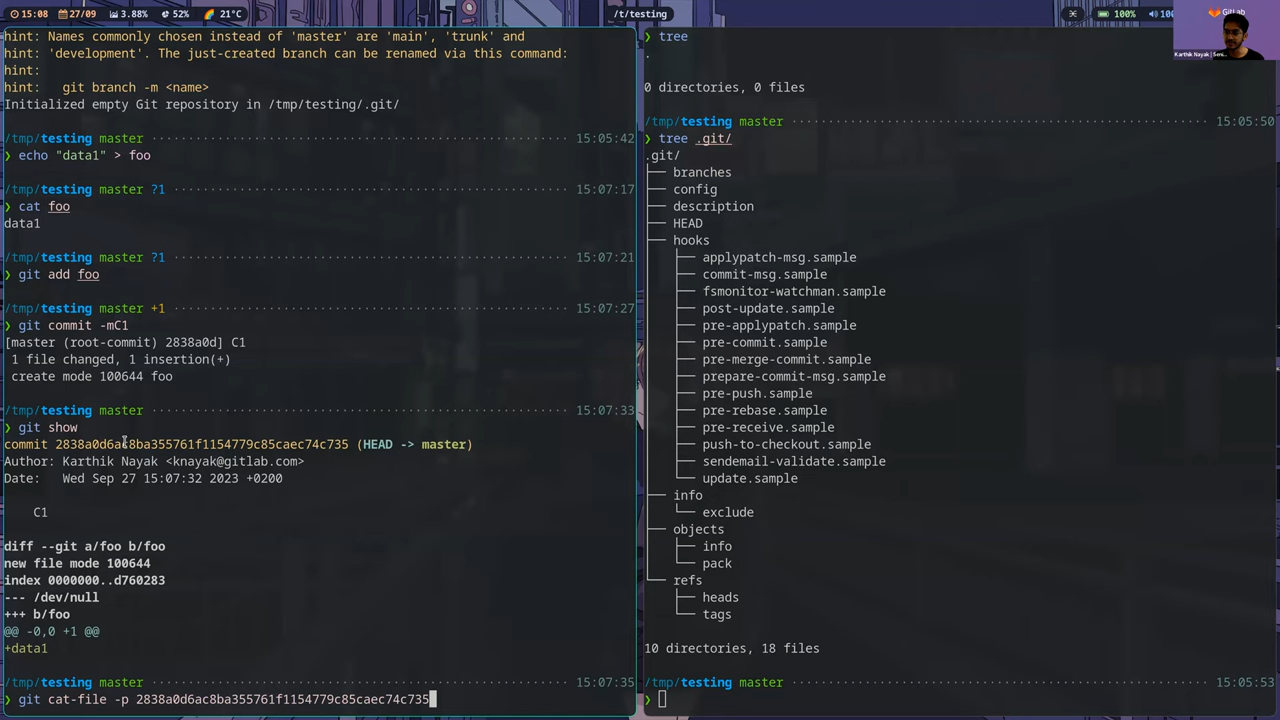 15:08 27/09 3.88% 52% 21°C
/t/testing
100% 100
GitLab
hint: Names commonly chosen instead of 'master' are 'main', 'trunk' and
hint: 'development'. The just-created branch can be renamed via this command:
hint:
hint:   git branch -m <name>
Initialized empty Git repository in /tmp/testing/.git/
/tmp/testing master 15:05:42
❯ echo "data1" > foo
/tmp/testing master ?1 15:07:17
❯ cat foo
data1
/tmp/testing master ?1 15:07:21
❯ git add foo
/tmp/testing master +1 15:07:27
❯ git commit -mC1
[master (root-commit) 2838a0d] C1
 1 file changed, 1 insertion(+)
 create mode 100644 foo
/tmp/testing master 15:07:33
❯ git show
commit 2838a0d6ac8ba355761f1154779c85caec74c735 (HEAD -> master)
Author: Karthik Nayak <knayak@gitlab.com>
Date:   Wed Sep 27 15:07:32 2023 +0200
    C1
diff --git a/foo b/foo
new file mode 100644
index 0000000..d760283
--- /dev/null
+++ b/foo
@@ -0,0 +1 @@
+data1
/tmp/testing master 15:07:35
❯ git cat-file -p 2838a0d6ac8ba355761f1154779c85caec74c735
❯ tree
.
0 directories, 0 files
/tmp/testing master 15:05:50
❯ tree .git/
.git/
├── branches
├── config
├── description
├── HEAD
├── hooks
│   ├── applypatch-msg.sample
│   ├── commit-msg.sample
│   ├── fsmonitor-watchman.sample
│   ├── post-update.sample
│   ├── pre-applypatch.sample
│   ├── pre-commit.sample
│   ├── pre-merge-commit.sample
│   ├── prepare-commit-msg.sample
│   ├── pre-push.sample
│   ├── pre-rebase.sample
│   ├── pre-receive.sample
│   ├── push-to-checkout.sample
│   ├── sendemail-validate.sample
│   └── update.sample
├── info
│   └── exclude
├── objects
│   ├── info
│   └── pack
└── refs
    ├── heads
    └── tags
10 directories, 18 files
/tmp/testing master 15:05:53
❯
Karthik Nayak